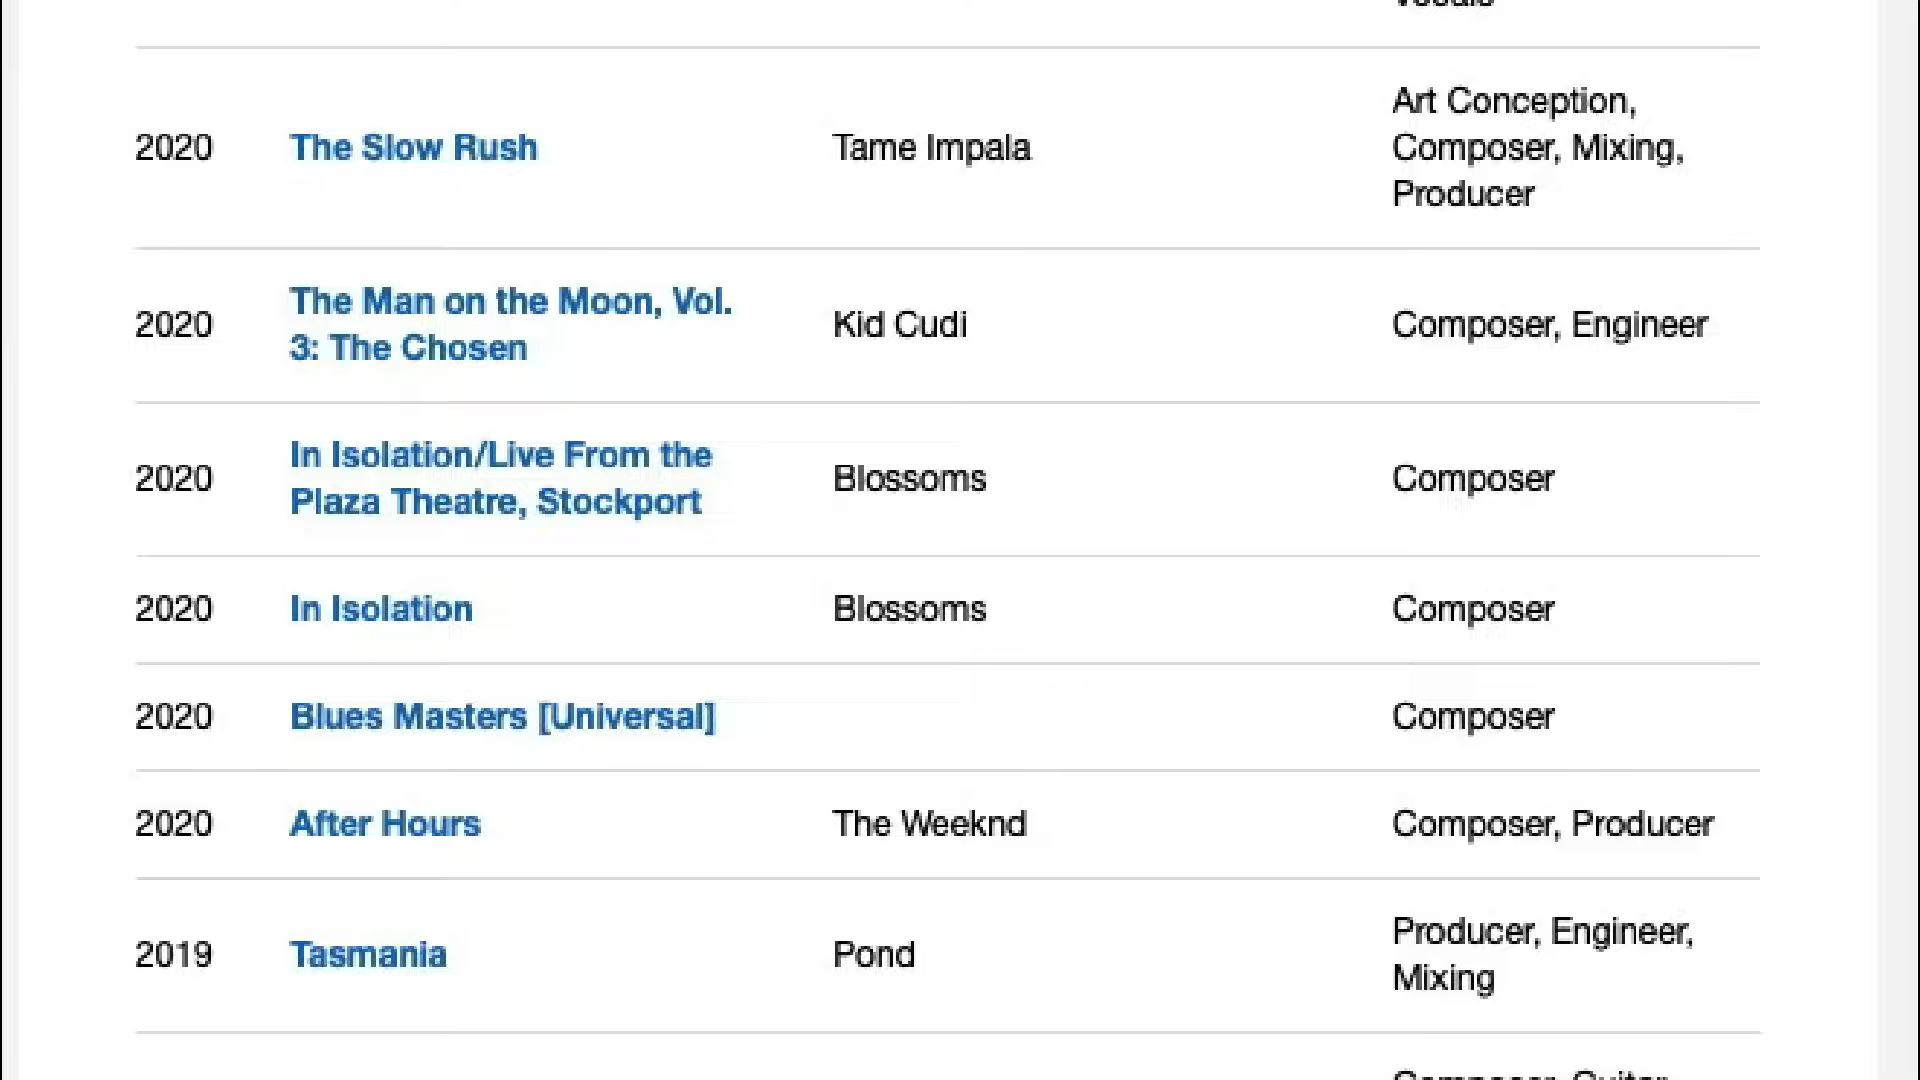 2020 The Slow Rush Tame Impala Art Conception,
Composer, Mixing,
Producer
2020 The Man on the Moon, Vol.
3: The Chosen Kid Cudi Composer, Engineer
2020 In Isolation/Live From the
Plaza Theatre, Stockport Blossoms Composer
2020 In Isolation Blossoms Composer
2020 Blues Masters [Universal] Composer
2020 After Hours The Weeknd Composer, Producer
2019 Tasmania Pond Producer, Engineer,
Mixing